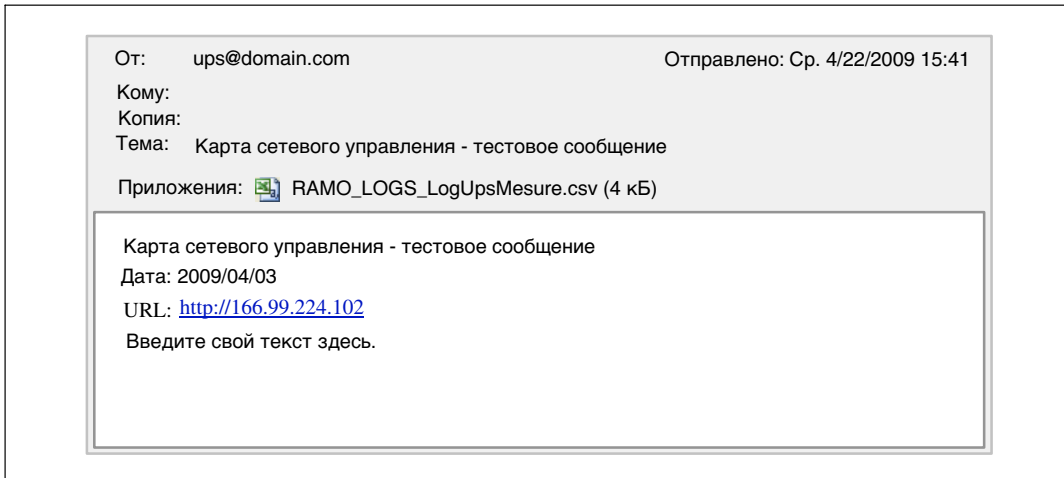 От: ups@domain.com Отправлено: Ср. 4/22/2009 15:41
Кому:
Копия:
Тема: Карта сетевого управления - тестовое сообщение
Приложения: RAMO_LOGS_LogUpsMesure.csv (4 кБ)
Карта сетевого управления - тестовое сообщение
Дата: 2009/04/03
URL: http://166.99.224.102
Введите свой текст здесь.